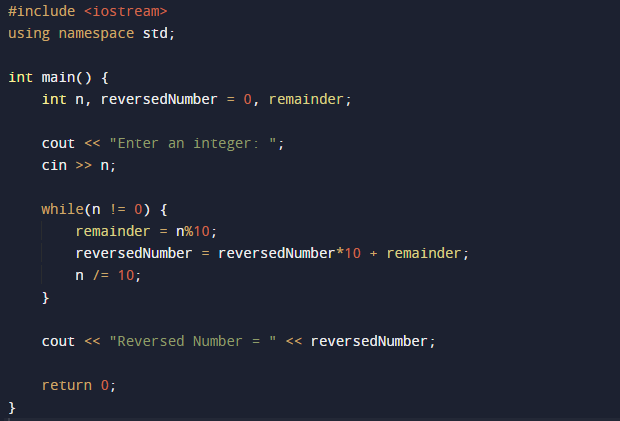 #include <iostream>
using namespace std;

int main() {
    int n, reversedNumber = 0, remainder;

    cout << "Enter an integer: ";
    cin >> n;

    while(n != 0) {
        remainder = n%10;
        reversedNumber = reversedNumber*10 + remainder;
        n /= 10;
    }

    cout << "Reversed Number = " << reversedNumber;

    return 0;
}